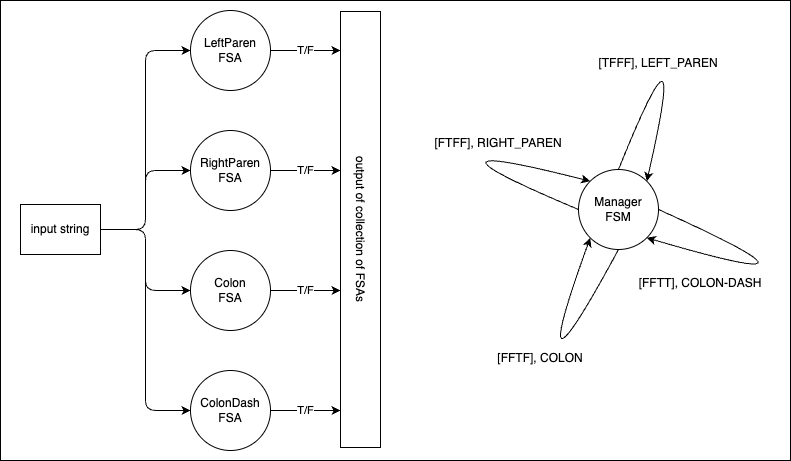 input string
LeftParen
FSA
T/F
RightParen
FSA
T/F
Colon
FSA
T/F
ColonDash
FSA
T/F
output of collection of FSAs
[TFFF], LEFT_PAREN
[FTFF], RIGHT_PAREN
Manager
FSM
[FFTT], COLON-DASH
[FFTF], COLON